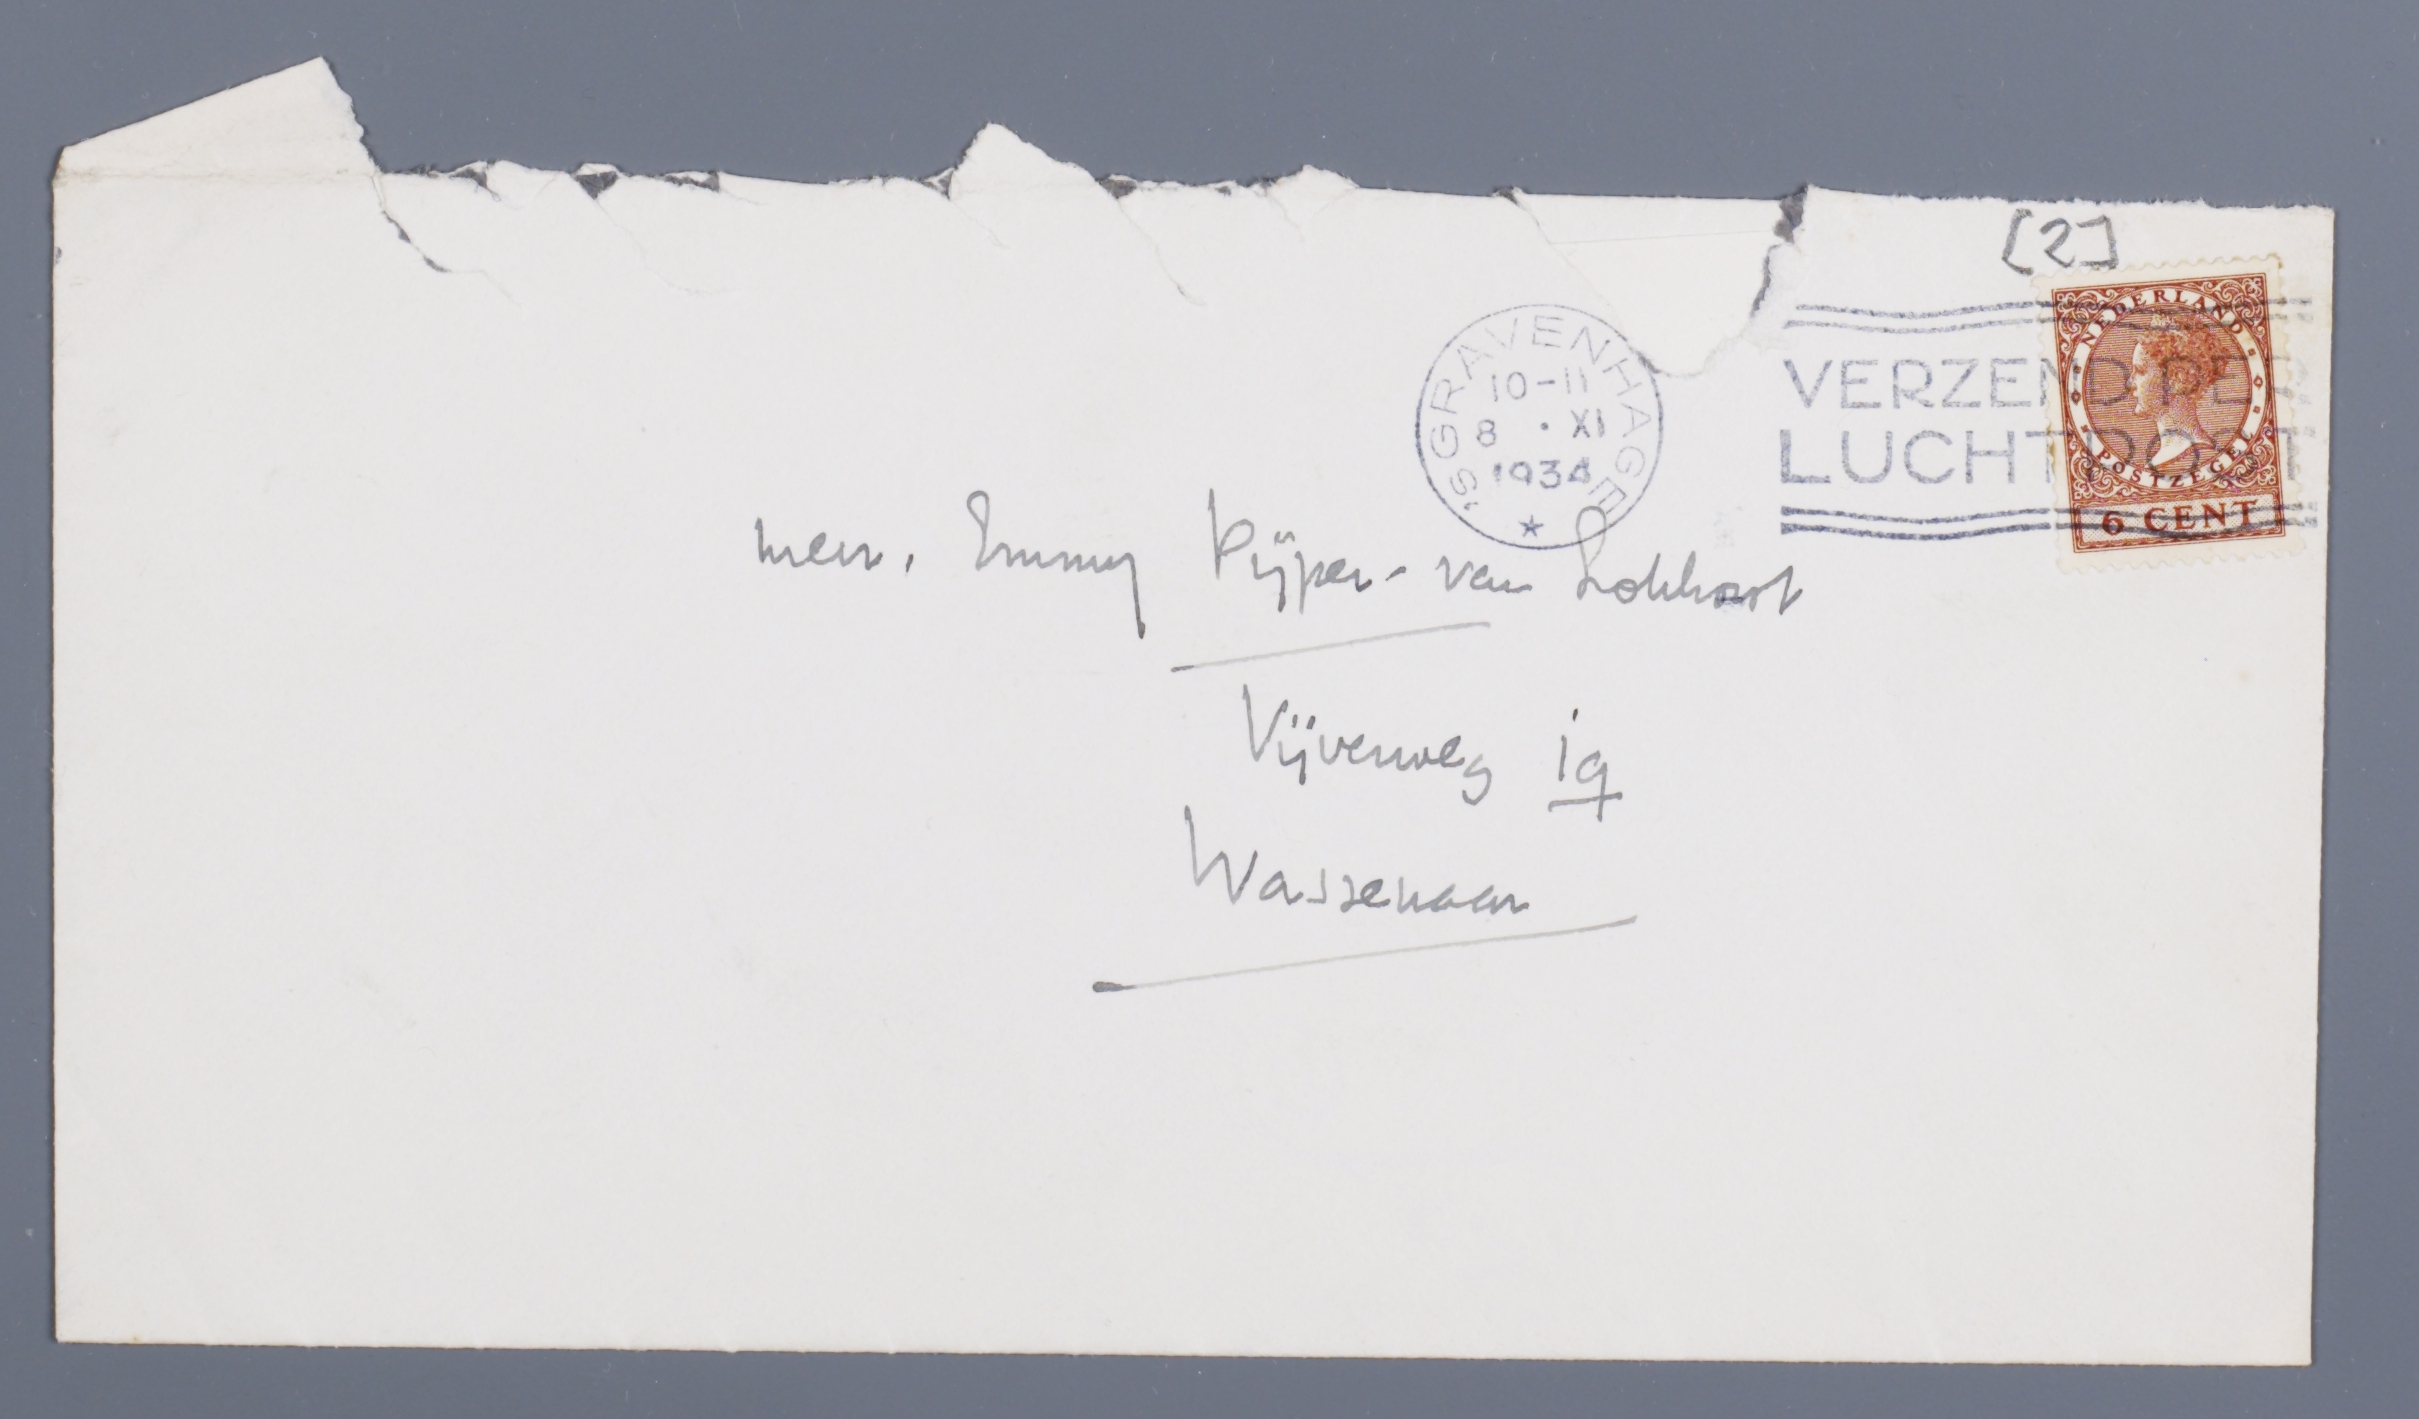 [2]
'S GRAVENHAGE
10-11
8 · XI
1934
VERZEND PER
LUCHTPOST
NEDERLAND
POSTZEGEL
6 CENT
Mevr. Emmy Pijper-van Lokhorst
Vijverweg 19
Wassenaar